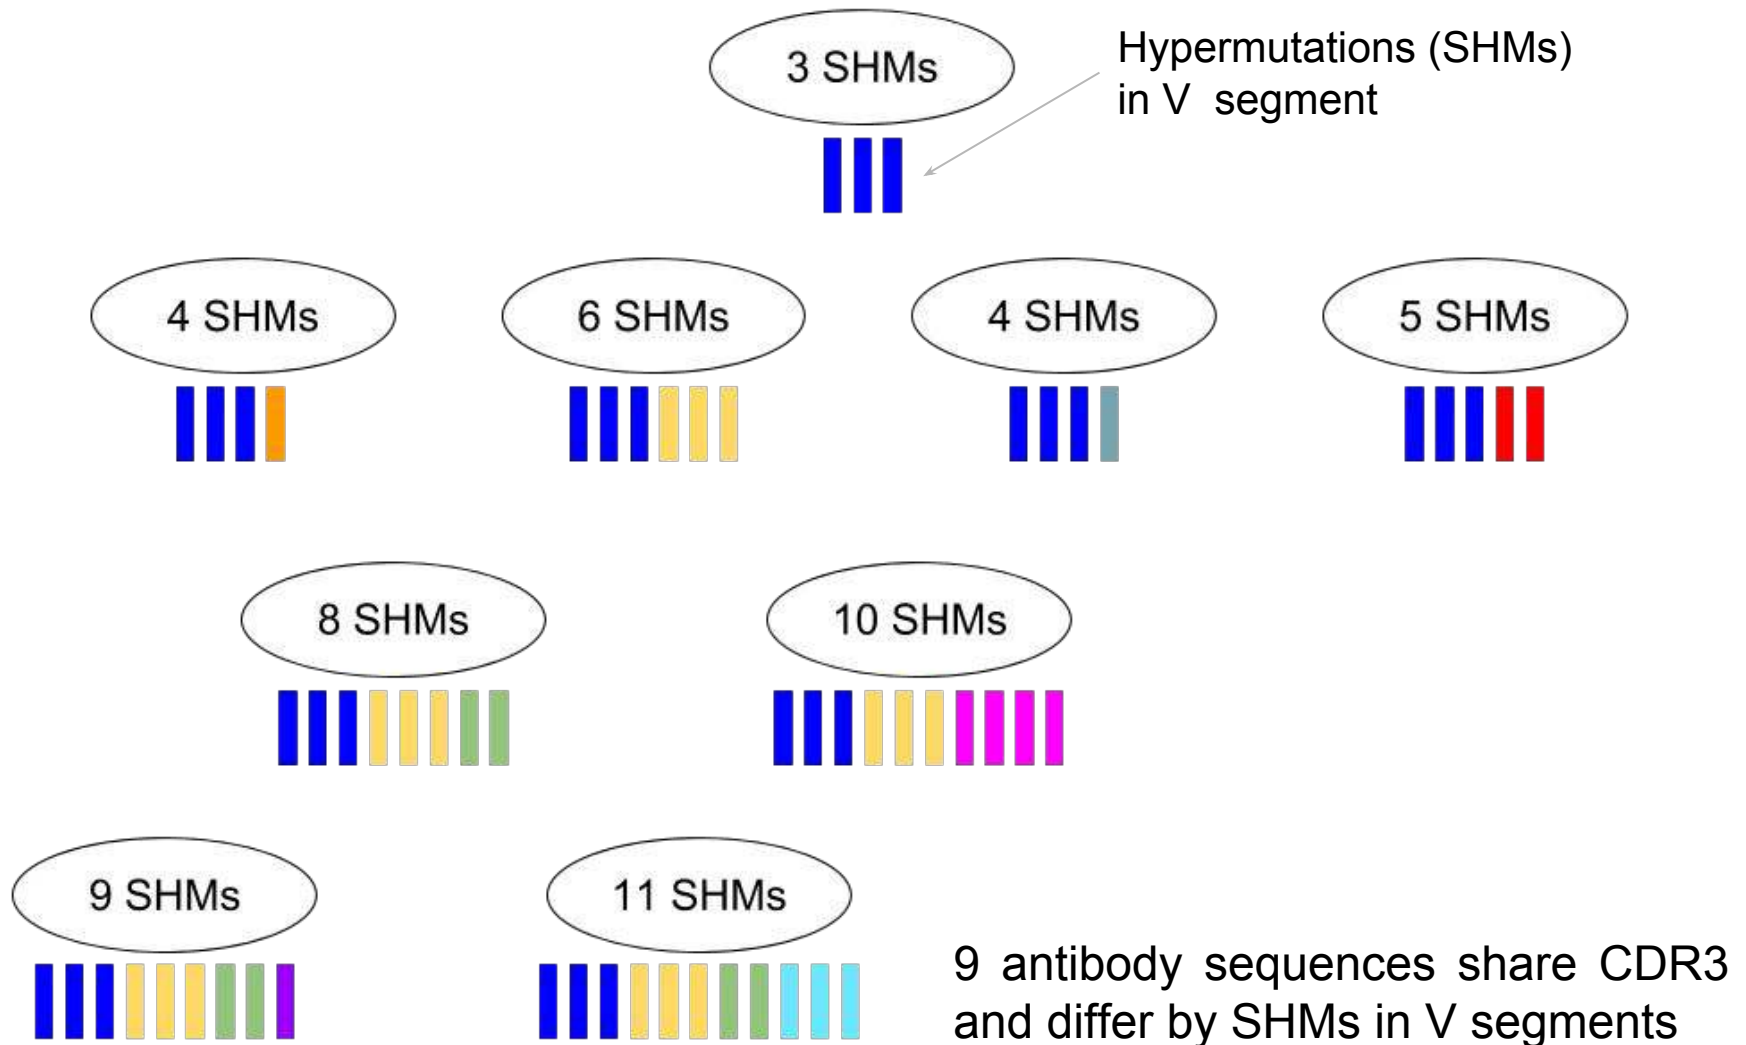 3 SHMs
Hypermutations (SHMs)
in V segment
4 SHMs
6 SHMs
4 SHMs
5 SHMs
8 SHMs
10 SHMs
9 SHMs
11 SHMs
9 antibody sequences share CDR3
and differ by SHMs in V segments